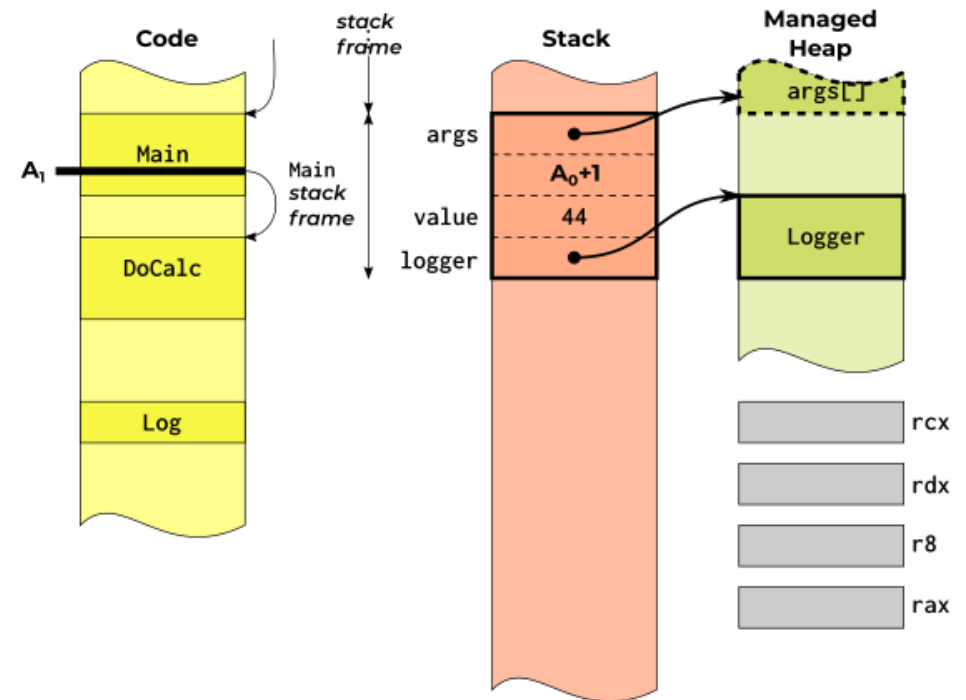 Code
stack
frame
Stack
Managed
Heap
args[]
args
Main
A₁
Main
stack
frame
A₀+1
value
44
logger
Logger
DoCalc
Log
rcx
rdx
r8
rax